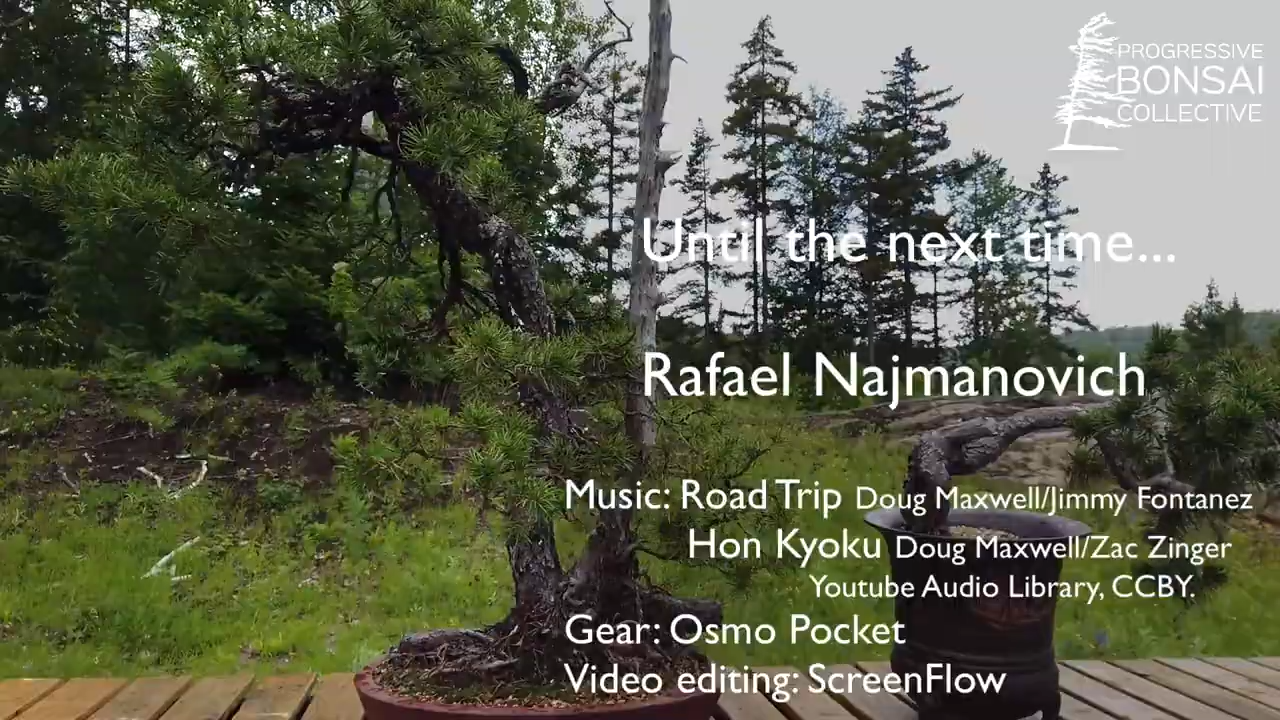 PROGRESSIVE
BONSAI
COLLECTIVE
Until the next time...
Rafael Najmanovich
Music: Road Trip Doug Maxwell/Jimmy Fontanez
Hon Kyoku Doug Maxwell/Zac Zinger
Youtube Audio Library, CCBY.
Gear: Osmo Pocket
Video editing: ScreenFlow